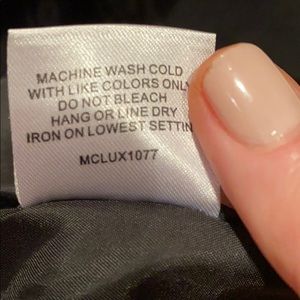 MACHINE WASH COLD
WITH LIKE COLORS ONLY
DO NOT BLEACH
HANG OR LINE DRY
IRON ON LOWEST SETTIN
MCLUX1077